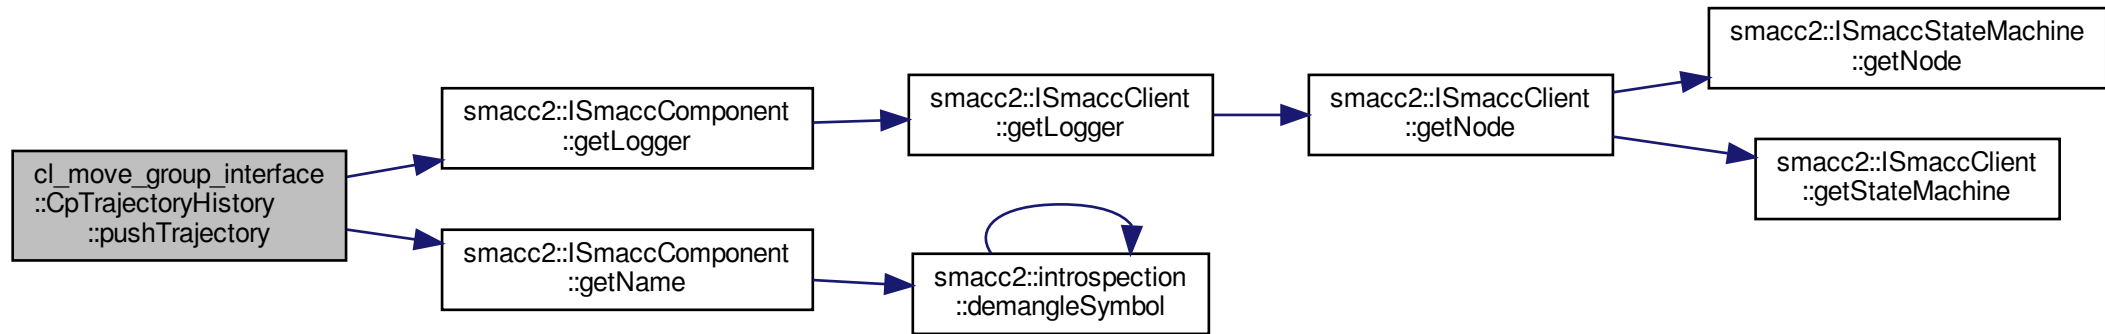 cl_move_group_interface
::CpTrajectoryHistory
::pushTrajectory
smacc2::ISmaccComponent
::getLogger
smacc2::ISmaccClient
::getLogger
smacc2::ISmaccClient
::getNode
smacc2::ISmaccStateMachine
::getNode
smacc2::ISmaccClient
::getStateMachine
smacc2::ISmaccComponent
::getName
smacc2::introspection
::demangleSymbol